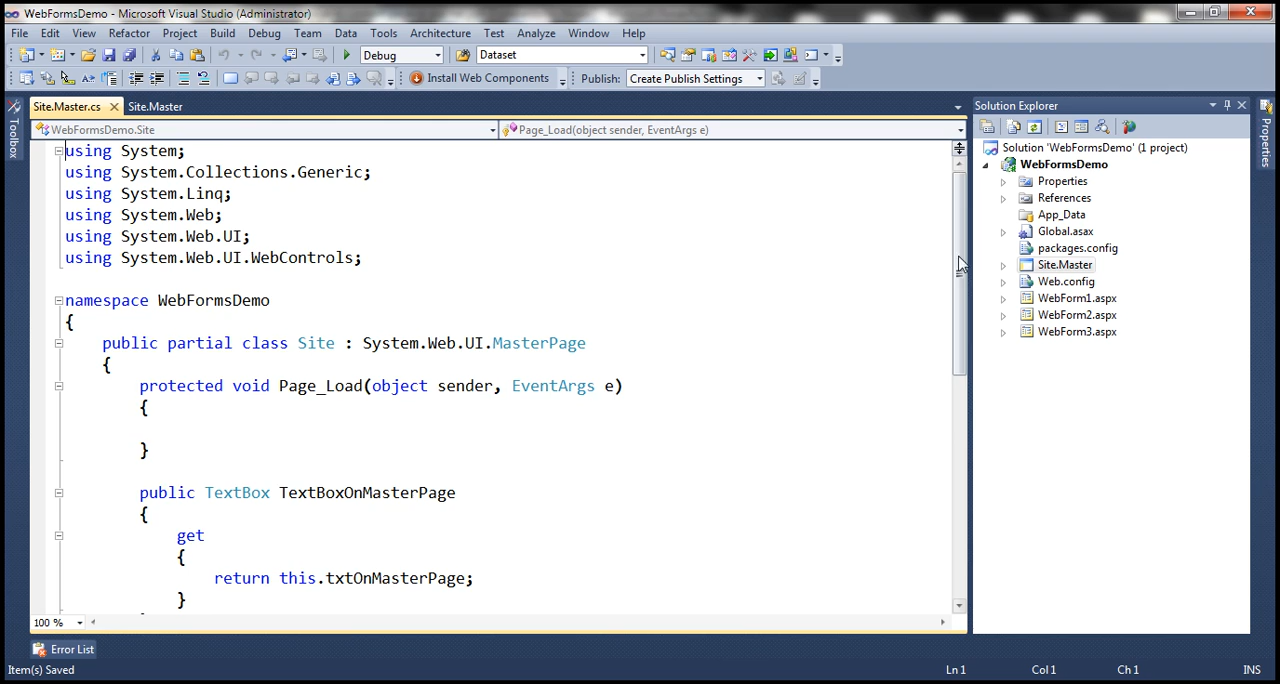 WebFormsDemo - Microsoft Visual Studio (Administrator)
File Edit View Refactor Project Build Debug Team Data Tools Architecture Test Analyze Window Help
Debug Dataset
Install Web Components Publish: Create Publish Settings
Toolbox
Site.Master.cs Site.Master
WebFormsDemo.Site Page_Load(object sender, EventArgs e)
using System;
using System.Collections.Generic;
using System.Linq;
using System.Web;
using System.Web.UI;
using System.Web.UI.WebControls;
namespace WebFormsDemo
{
public partial class Site : System.Web.UI.MasterPage
{
protected void Page_Load(object sender, EventArgs e)
{
}
public TextBox TextBoxOnMasterPage
{
get
{
return this.txtOnMasterPage;
}
100 %
Solution Explorer
Solution 'WebFormsDemo' (1 project)
WebFormsDemo
Properties
References
App_Data
Global.asax
packages.config
Site.Master
Web.config
WebForm1.aspx
WebForm2.aspx
WebForm3.aspx
Properties
Error List
Item(s) Saved Ln 1 Col 1 Ch 1 INS